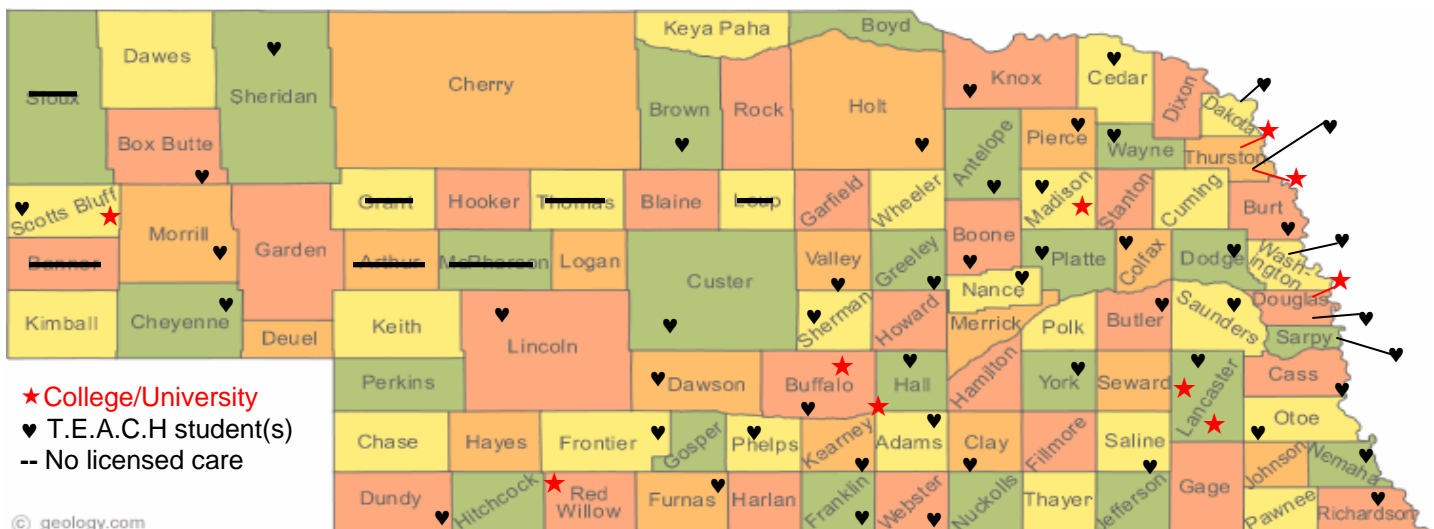 Keya Paha
Boyd
Dawes
Sioux
Sheridan
Cherry
Brown
Rock
Holt
Knox
Cedar
Dixon
Dakota
Box Butte
Antelope
Pierce
Wayne
Thurston
Scotts Bluff
Morrill
Garden
Grant
Hooker
Thomas
Blaine
Loup
Garfield
Wheeler
Madison
Stanton
Cuming
Burt
Banner
Arthur
McPherson
Logan
Custer
Valley
Greeley
Boone
Platte
Colfax
Dodge
Wash-
ington
Kimball
Cheyenne
Deuel
Keith
Lincoln
Sherman
Howard
Nance
Merrick
Polk
Butler
Saunders
Douglas
Sarpy
Perkins
Dawson
Buffalo
Hall
Hamilton
York
Seward
Lancaster
Cass
Otoe
College/University
T.E.A.C.H student(s)
-- No licensed care
Chase
Hayes
Frontier
Gosper
Phelps
Kearney
Adams
Clay
Fillmore
Saline
Johnson
Nemaha
Dundy
Hitchcock
Red
Willow
Furnas
Harlan
Franklin
Webster
Nuckolls
Thayer
Jefferson
Gage
Pawnee
Richardson
© geology.com